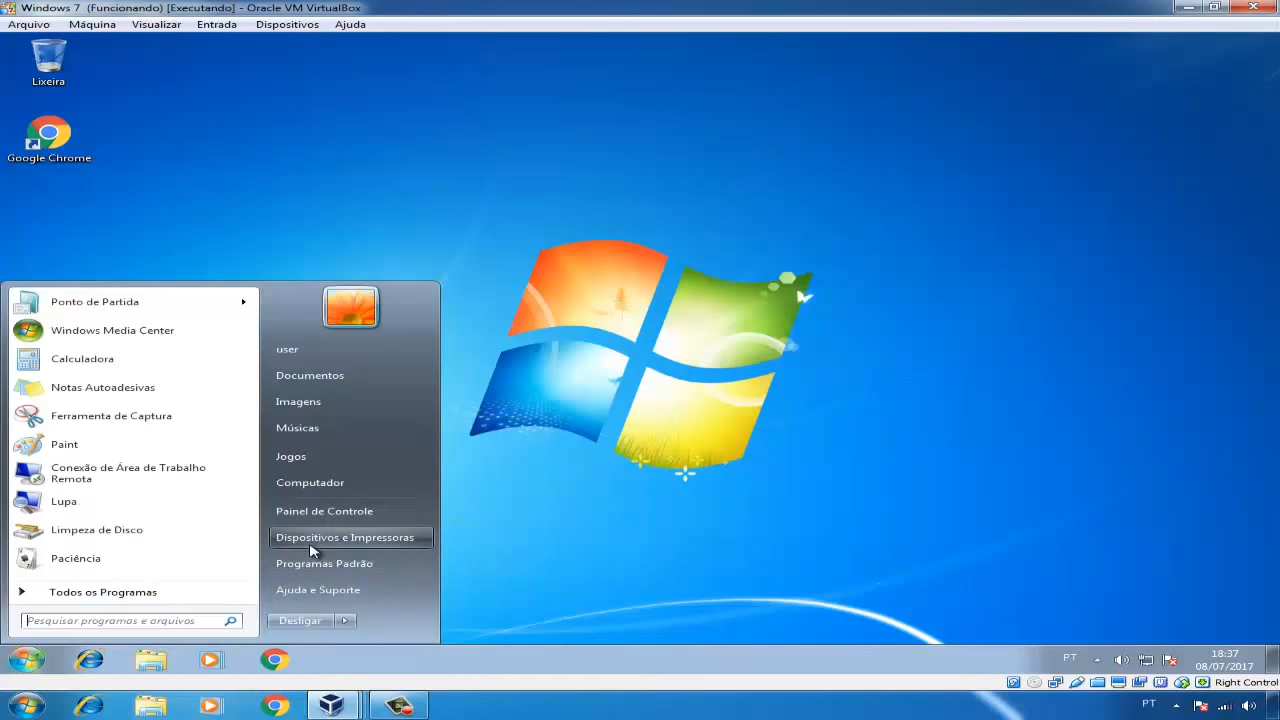 Windows 7 (Funcionando) [Executando] - Oracle VM VirtualBox
Arquivo Máquina Visualizar Entrada Dispositivos Ajuda
Lixeira
Google Chrome
Ponto de Partida
Windows Media Center
Calculadora
Notas Autoadesivas
Ferramenta de Captura
Paint
Conexão de Área de Trabalho
Remota
Lupa
Limpeza de Disco
Paciência
Todos os Programas
Pesquisar programas e arquivos
user
Documentos
Imagens
Músicas
Jogos
Computador
Painel de Controle
Dispositivos e Impressoras
Programas Padrão
Ajuda e Suporte
Desligar
PT
18:37
08/07/2017
Right Control
PT